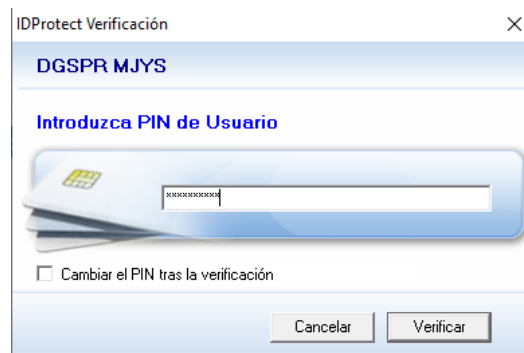 IDProtect Verificación
DGSPR MJYS
Introduzca PIN de Usuario
**********
Cambiar el PIN tras la verificación
Cancelar Verificar